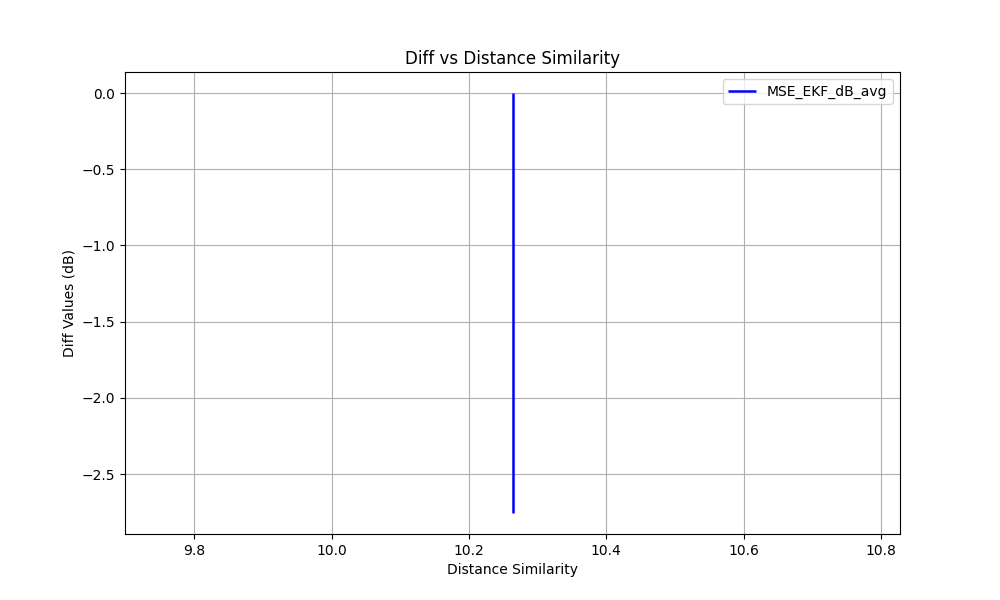 Diff vs Distance Similarity
MSE_EKF_dB_avg
Diff Values (dB)
0.0
−0.5
−1.0
−1.5
−2.0
−2.5
9.8 10.0 10.2 10.4 10.6 10.8
Distance Similarity